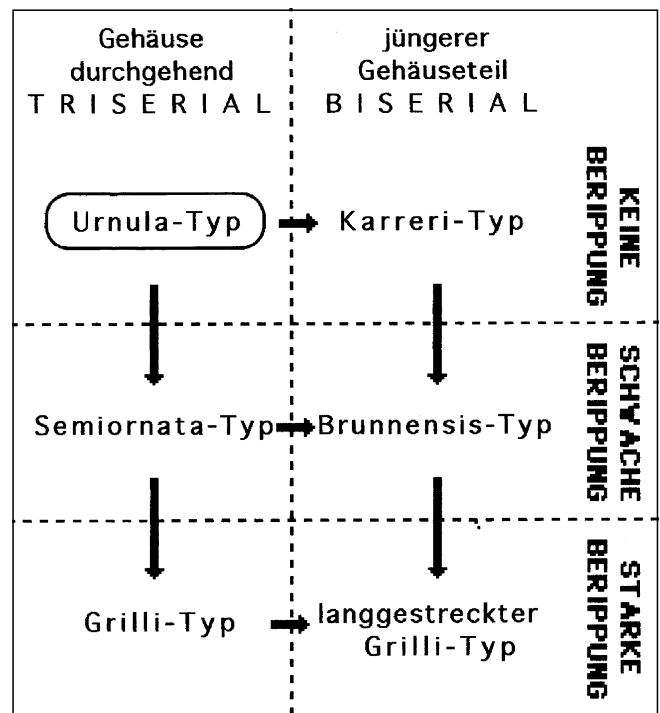 Gehäuse
durchgehend
TRISERIAL
jüngerer
Gehäuseteil
BISERIAL
Urnula-Typ
Karreri-Typ
KEINE
BERIPPUNG
Semiornata-Typ
Brunnensis-Typ
SCHWACHE
BERIPPUNG
Grilli-Typ
langgestreckter
Grilli-Typ
STARKE
BERIPPUNG